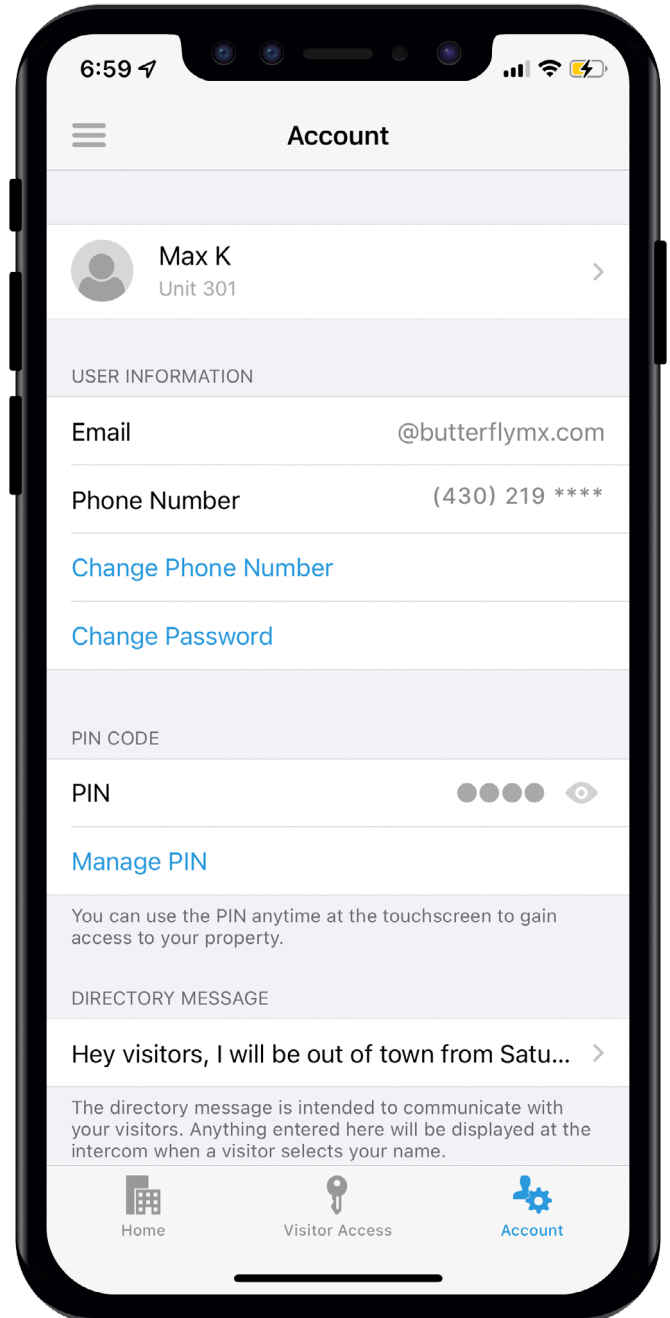 6:59
Account
Max K
Unit 301
USER INFORMATION
Email @butterflymx.com
Phone Number (430) 219 ****
Change Phone Number
Change Password
PIN CODE
PIN
Manage PIN
You can use the PIN anytime at the touchscreen to gain
access to your property.
DIRECTORY MESSAGE
Hey visitors, I will be out of town from Satu...
The directory message is intended to communicate with
your visitors. Anything entered here will be displayed at the
intercom when a visitor selects your name.
Home Visitor Access Account